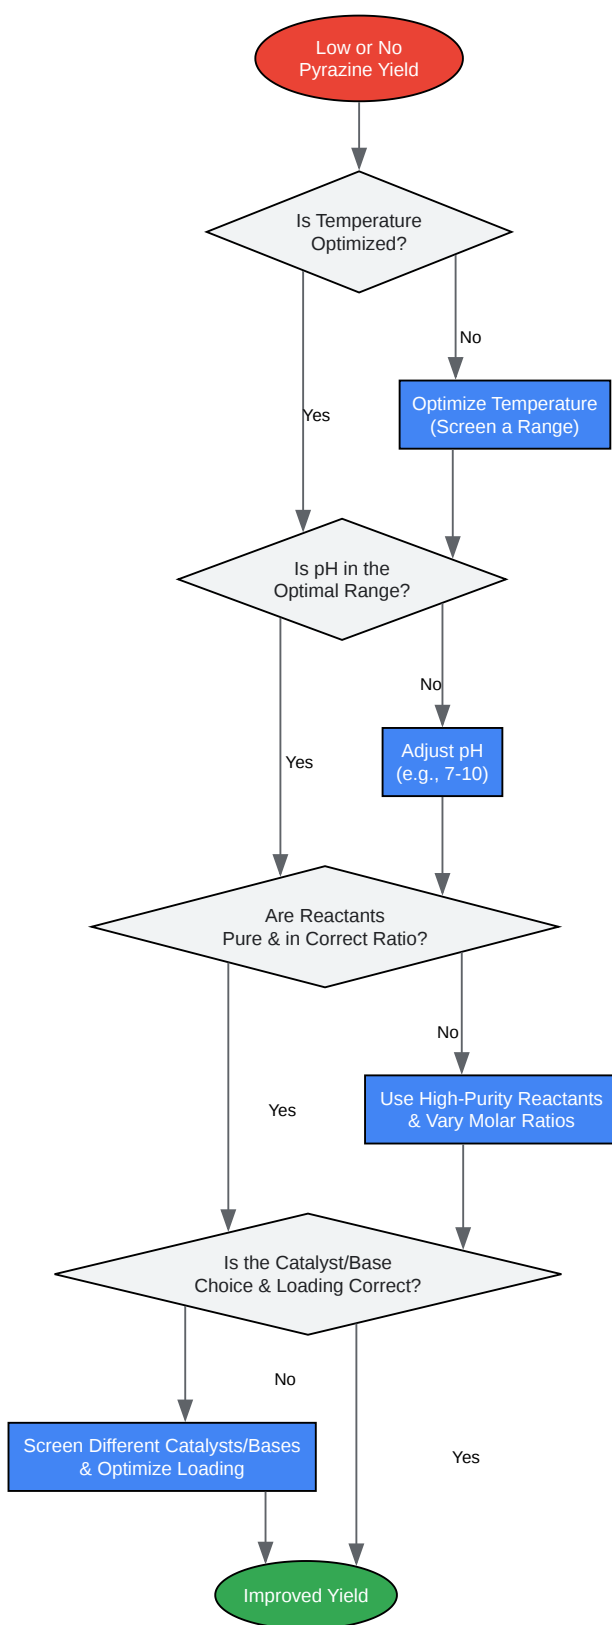 Low or No
Pyrazine Yield
Is Temperature
Optimized?
No
Optimize Temperature
(Screen a Range)
Yes
Is pH in the
Optimal Range?
No
Adjust pH
(e.g., 7-10)
Yes
Are Reactants
Pure & in Correct Ratio?
No
Use High-Purity Reactants
& Vary Molar Ratios
Yes
Is the Catalyst/Base
Choice & Loading Correct?
No
Screen Different Catalysts/Bases
& Optimize Loading
Yes
Improved Yield